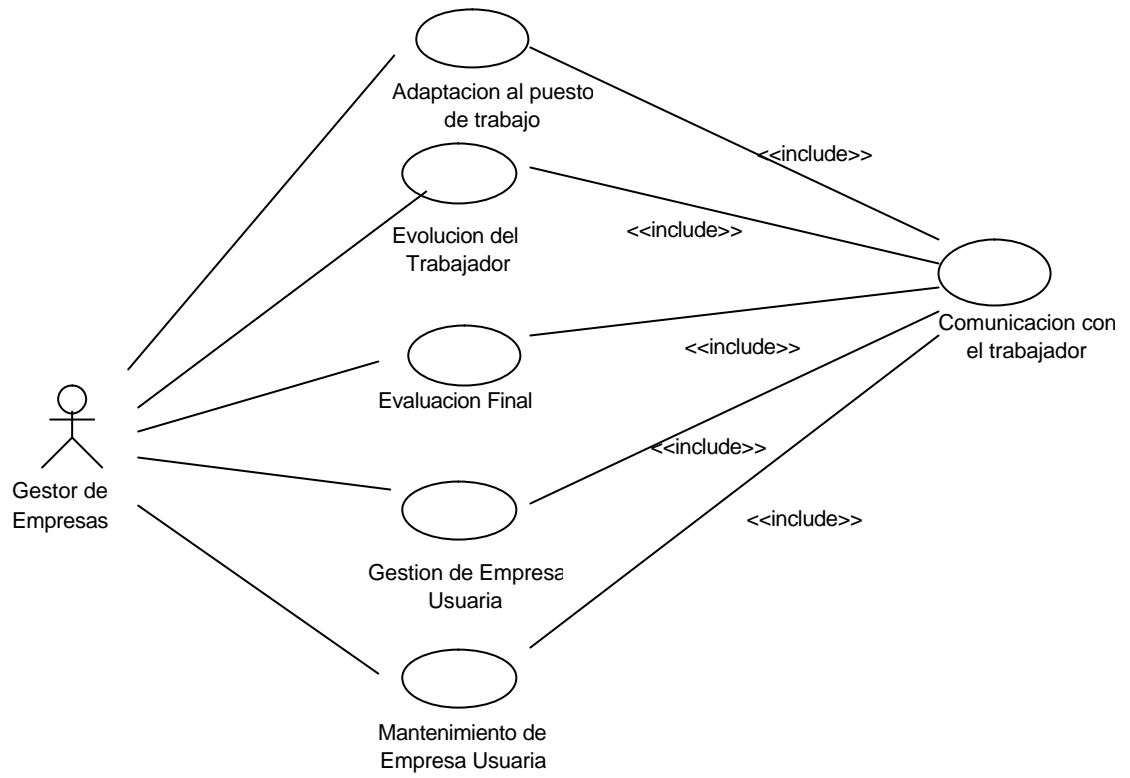 Adaptacion al puesto
de trabajo
<<include>>
Evolucion del
Trabajador
<<include>>
Comunicacion con
el trabajador
<<include>>
Evaluacion Final
<<include>>
Gestor de
Empresas
<<include>>
Gestion de Empresa
Usuaria
Mantenimiento de
Empresa Usuaria